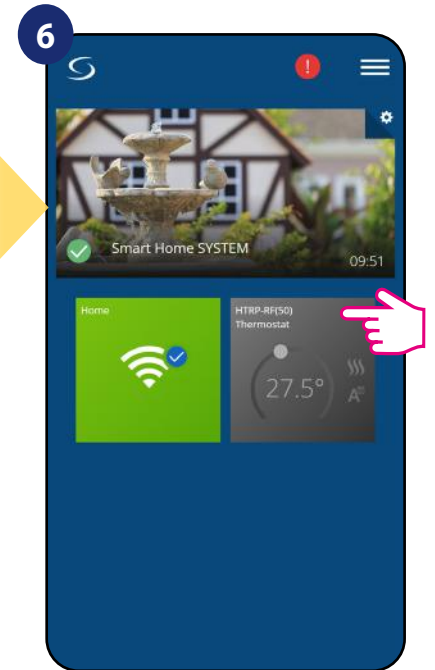 6
!
Smart Home SYSTEM
09:51
Home
HTRP-RF(50)
Thermostat
27.5°
A